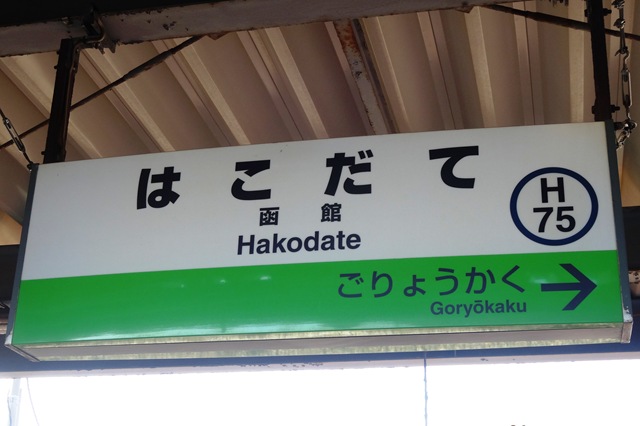 はこだて
函館
Hakodate
H
75
ごりょうかく
Goryōkaku